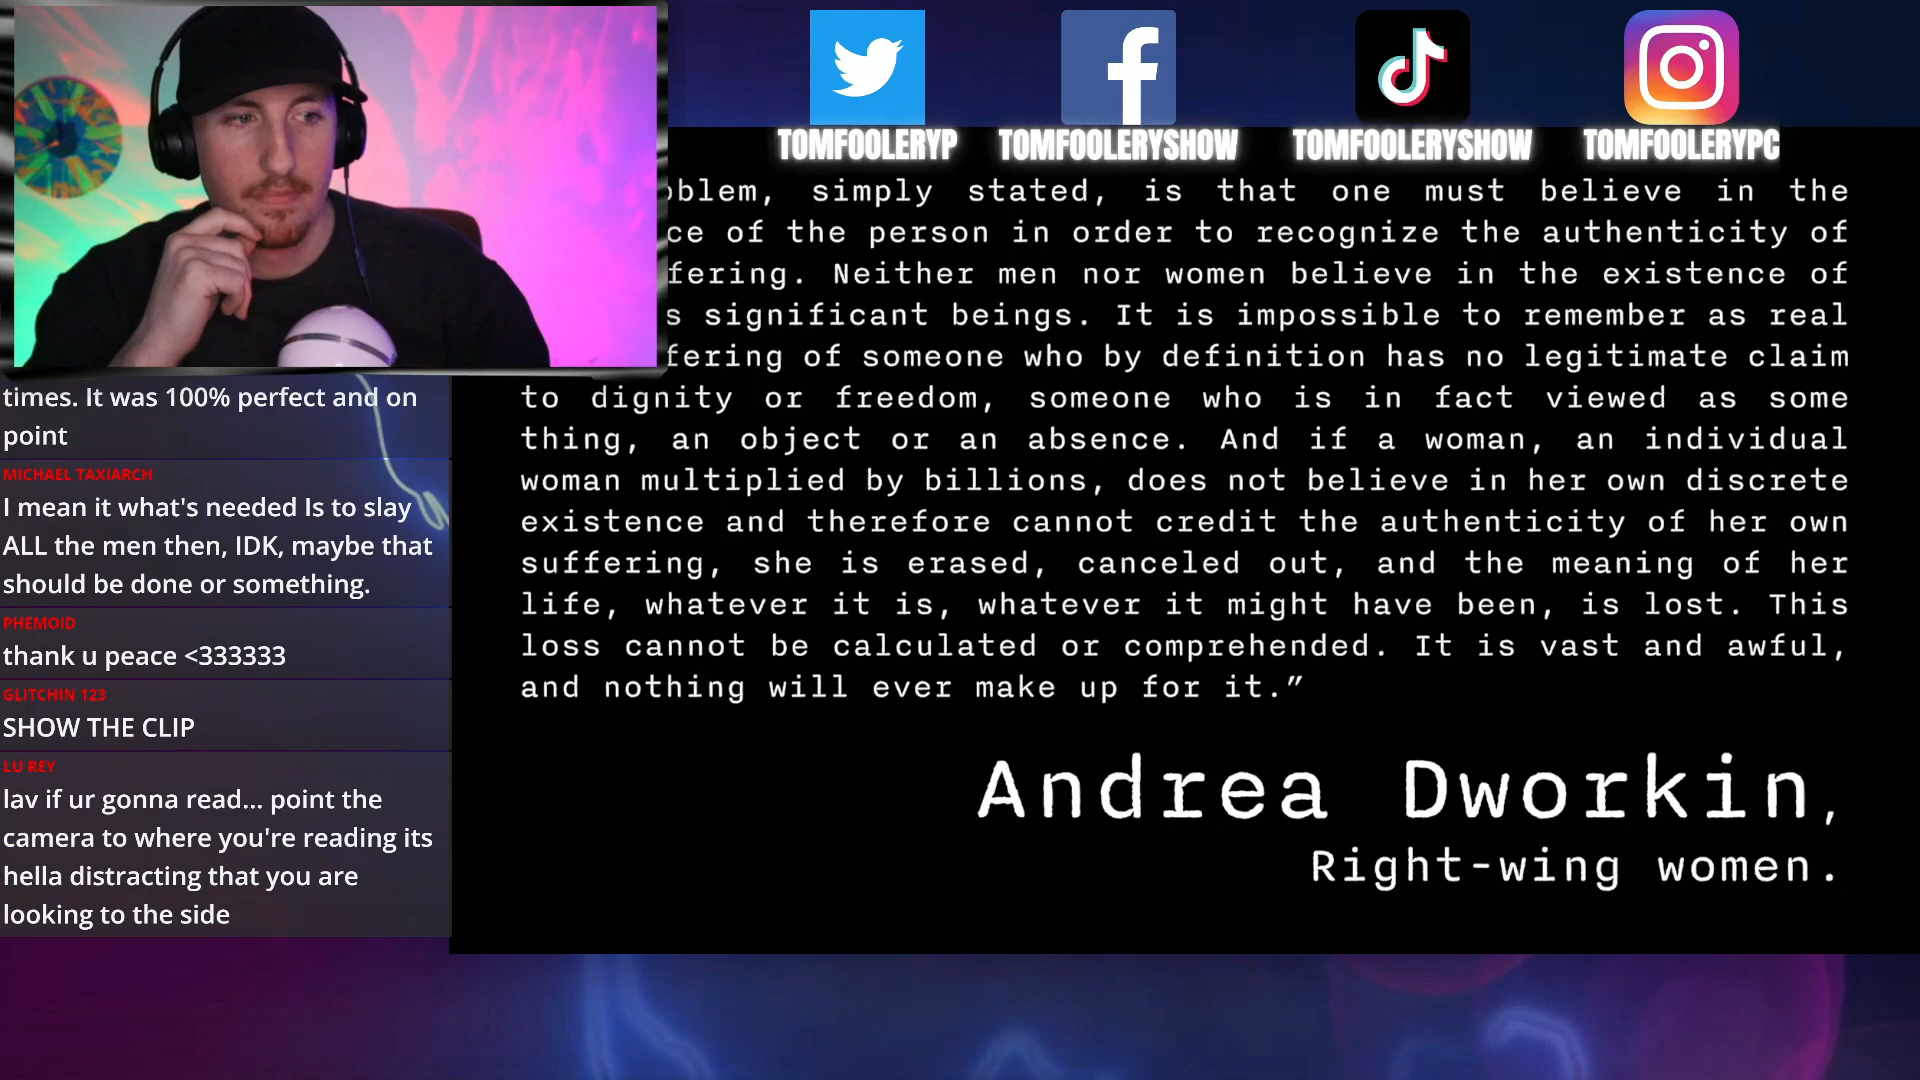 TOMFOOLERYP
TOMFOOLERYSHOW
TOMFOOLERYSHOW
TOMFOOLERYPC
simply stated, is that one must believe in the
of the person in order to recognize the authenticity of
Neither men nor women believe in the existence of
significant beings. It is impossible to remember as real
of someone who by definition has no legitimate claim
to dignity or freedom, someone who is in fact viewed as some
thing, an object or an absence. And if a woman, an individual
woman multiplied by billions, does not believe in her own discrete
existence and therefore cannot credit the authenticity of her own
suffering, she is erased, canceled out, and the meaning of her
life, whatever it is, whatever it might have been, is lost. This
loss cannot be calculated or comprehended. It is vast and awful,
and nothing will ever make up for it.”
Andrea Dworkin,
Right-wing women.
times. It was 100% perfect and on
point
MICHAEL TAXIARCH
I mean it what's needed Is to slay
ALL the men then, IDK, maybe that
should be done or something.
PHEMOID
thank u peace <333333
GLITCHIN 123
SHOW THE CLIP
LU REY
lav if ur gonna read... point the
camera to where you're reading its
hella distracting that you are
looking to the side